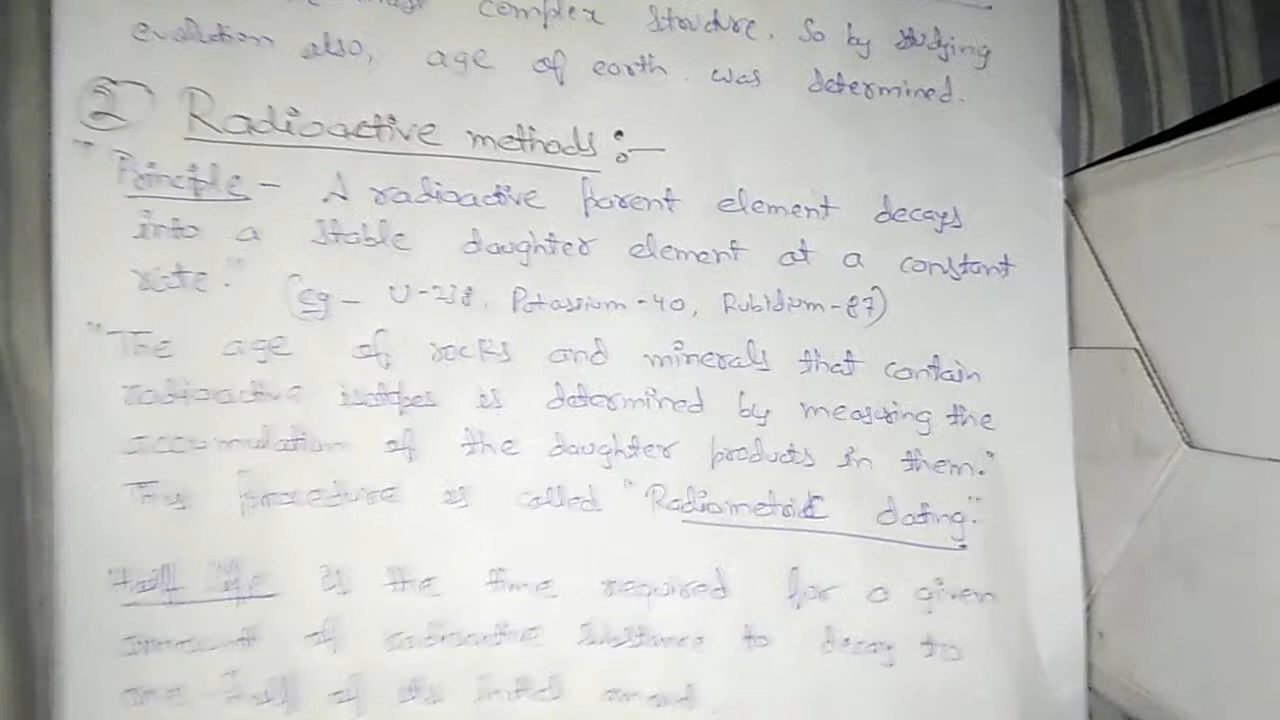 complex structure. So by studying
evolution also, age of earth was determined.
② Radioactive methods :-
"Principle - A radioactive parent element decays
into a stable daughter element at a constant
rate." (eg - U-238, Potassium-40, Rubidium-87)
"The age of rocks and minerals that contain
radioactive isotopes is determined by measuring the
accumulation of the daughter products in them."
This procedure is called "Radiometric dating."
Half life is the time required for a given
amount of radioactive substance to decay to
one half of its initial amount.